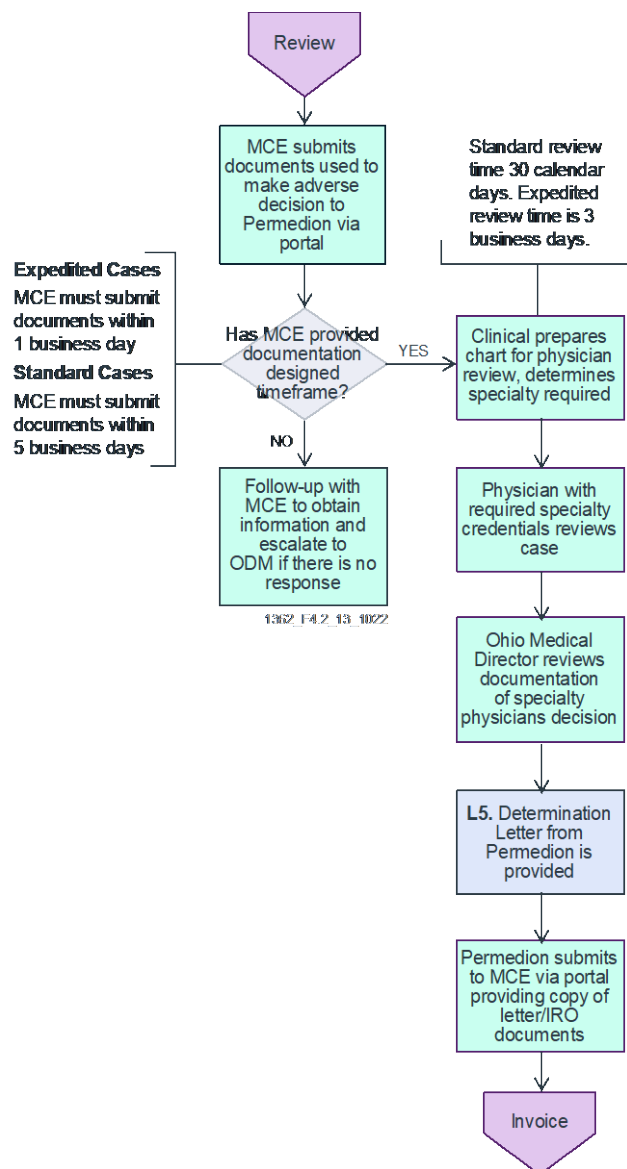 Review
MCE submits
documents used to
make adverse
decision to
Permedion via
portal
Standard review
time 30 calendar
days. Expedited
review time is 3
business days.
Expedited Cases
MCE must submit
documents within
1 business day
Standard Cases
MCE must submit
documents within
5 business days
Has MCE provided
documentation
designed
timeframe?
YES
Clinical prepares
chart for physician
review, determines
specialty required
NO
Follow-up with
MCE to obtain
information and
escalate to
ODM if there is no
response
1362_F4.2_13_1022
Physician with
required specialty
credentials reviews
case
Ohio Medical
Director reviews
documentation
of specialty
physicians decision
L5. Determination
Letter from
Permedion is
provided
Permedion submits
to MCE via portal
providing copy of
letter/IRO
documents
Invoice